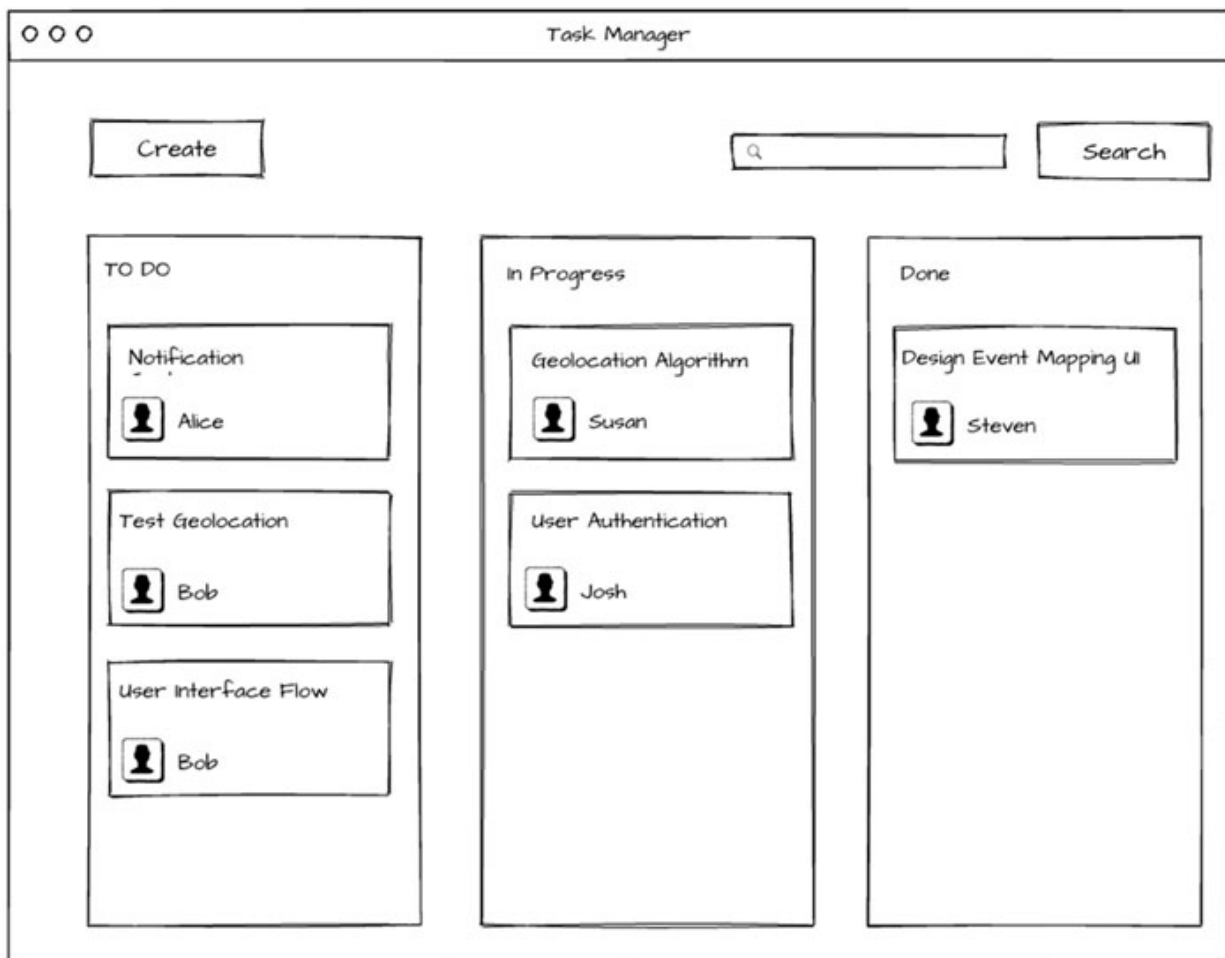 Task Manager
Create
Search
TO DO
Notification
Alice
Test Geolocation
Bob
User Interface Flow
Bob
In Progress
Geolocation Algorithm
Susan
User Authentication
Josh
Done
Design Event Mapping UI
Steven